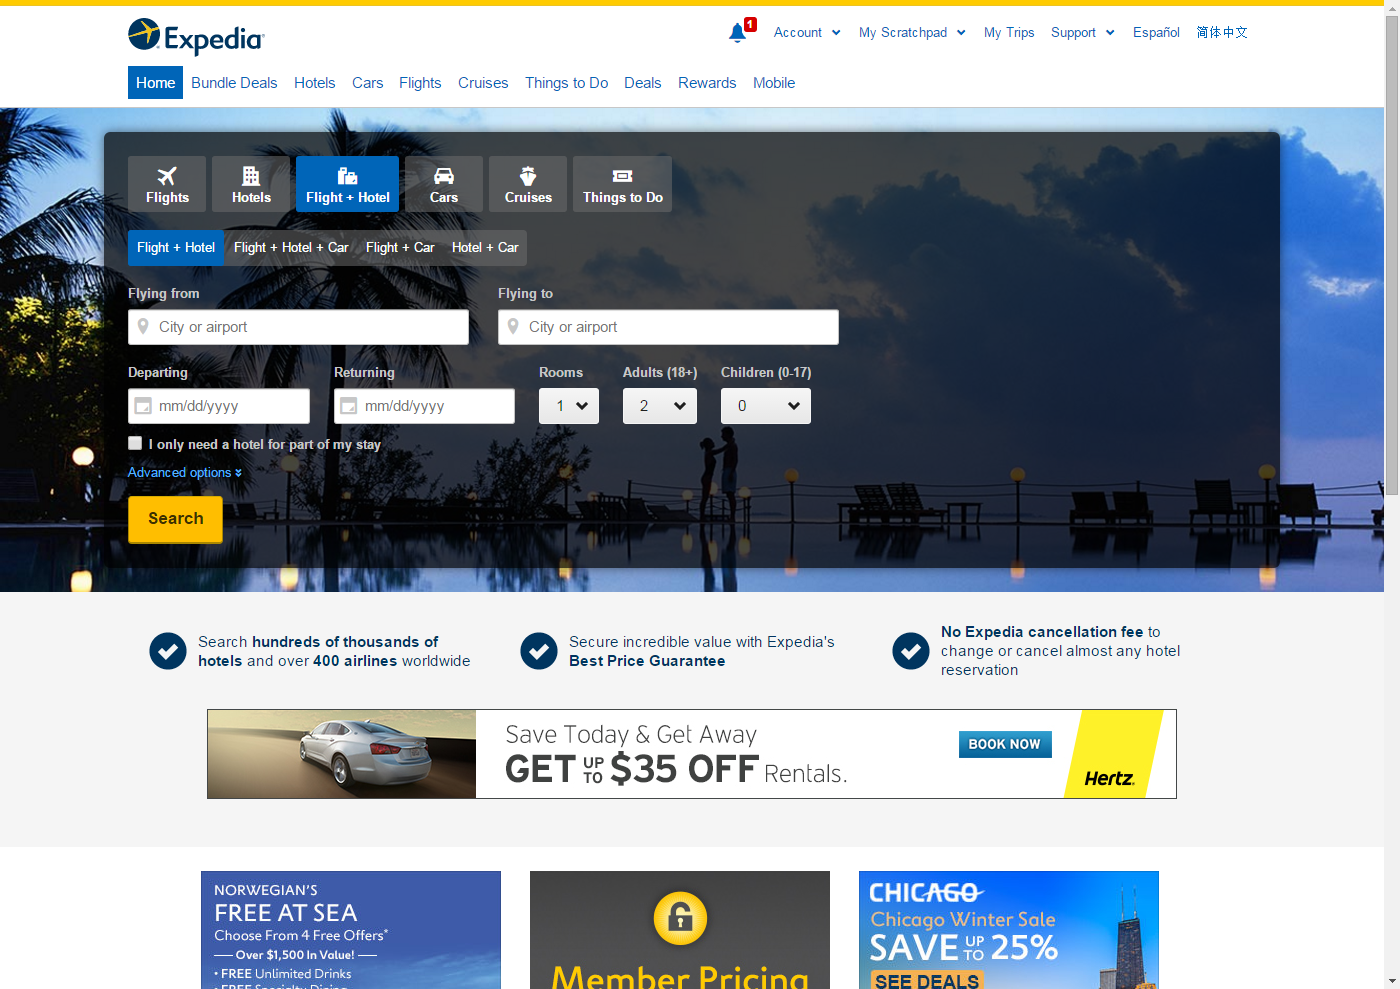 Expedia
1
Account
My Scratchpad
My Trips
Support
Español
简体中文
Home
Bundle Deals
Hotels
Cars
Flights
Cruises
Things to Do
Deals
Rewards
Mobile
Flights
Hotels
Flight + Hotel
Cars
Cruises
Things to Do
Flight + Hotel
Flight + Hotel + Car
Flight + Car
Hotel + Car
Flying from
Flying to
City or airport
City or airport
Departing
Returning
Rooms
Adults (18+)
Children (0-17)
mm/dd/yyyy
mm/dd/yyyy
1
2
0
I only need a hotel for part of my stay
Advanced options
Search
Search hundreds of thousands of
hotels and over 400 airlines worldwide
Secure incredible value with Expedia's
Best Price Guarantee
No Expedia cancellation fee to
change or cancel almost any hotel
reservation
Save Today & Get Away
GET UP TO $35 OFF Rentals.
BOOK NOW
Hertz
NORWEGIAN'S
FREE AT SEA
Choose From 4 Free Offers*
Over $1,500 In Value!
• FREE Unlimited Drinks
• FREE Specialty Dining
Member Pricing
CHICAGO
Chicago Winter Sale
SAVE UP TO 25%
SEE DEALS